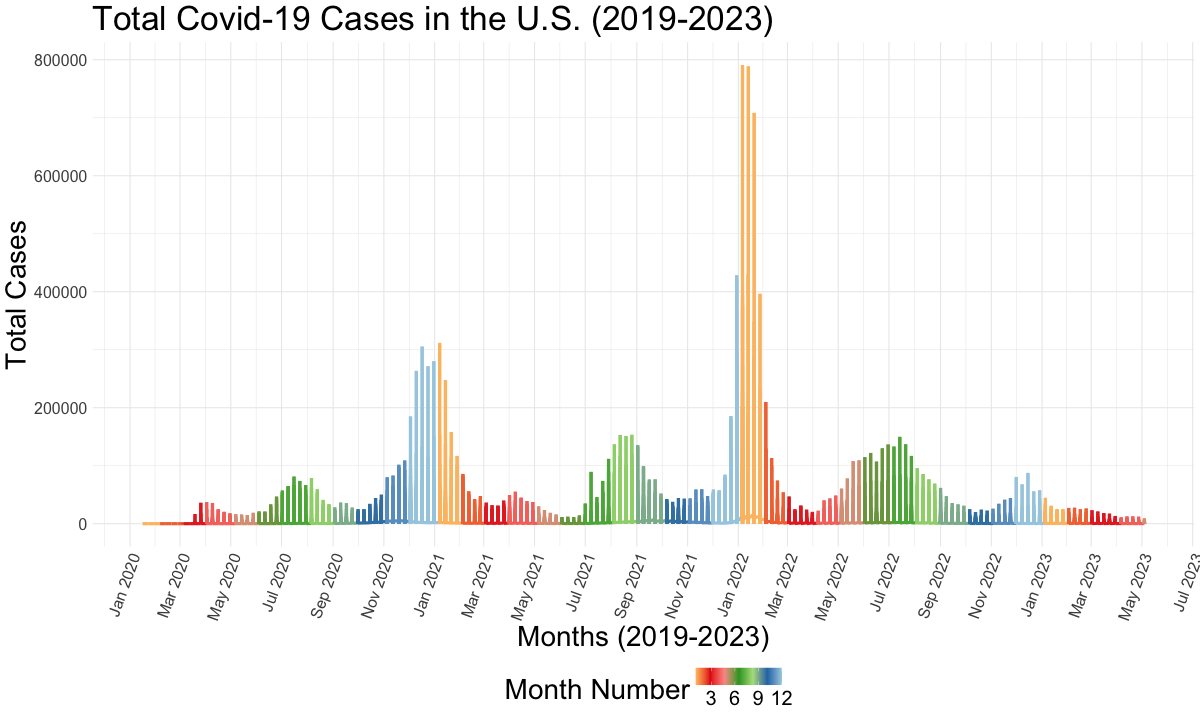 Total Covid-19 Cases in the U.S. (2019-2023)
Total Cases
800000
600000
400000
200000
0
Jan 2020
Mar 2020
May 2020
Jul 2020
Sep 2020
Nov 2020
Jan 2021
Mar 2021
May 2021
Jul 2021
Sep 2021
Nov 2021
Jan 2022
Mar 2022
May 2022
Jul 2022
Sep 2022
Nov 2022
Jan 2023
Mar 2023
May 2023
Jul 2023
Months (2019-2023)
Month Number
3 6 9 12